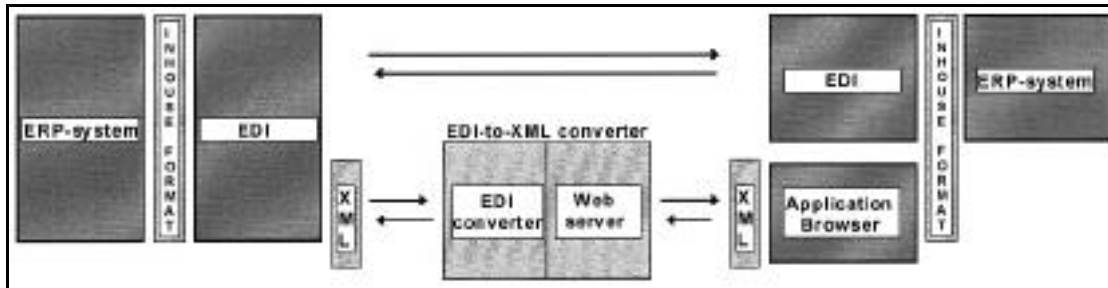 ERP-system
INHOUSE FORMAT
EDI
XML
EDI-to-XML converter
EDI
converter
Web
server
XML
EDI
Application
Browser
INHOUSE FORMAT
ERP-system